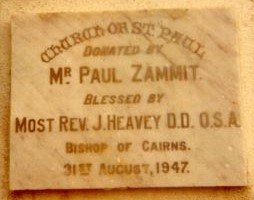 CHURCH OF ST. PAUL
DONATED BY
MR PAUL ZAMMIT.
BLESSED BY
MOST REV. J. HEAVEY D.D. O.S.A.
BISHOP OF CAIRNS.
31ST AUGUST, 1947.